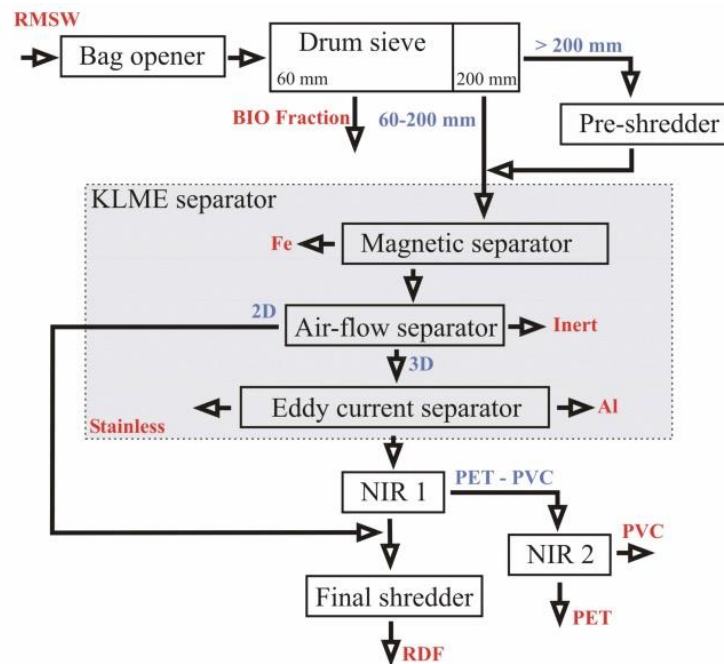 RMSW
Bag opener
Drum sieve
60 mm
200 mm
> 200 mm
BIO Fraction
60-200 mm
Pre-shredder
KLME separator
Fe
Magnetic separator
2D
Air-flow separator
Inert
3D
Eddy current separator
Stainless
Al
NIR 1
PET - PVC
NIR 2
PVC
Final shredder
PET
RDF